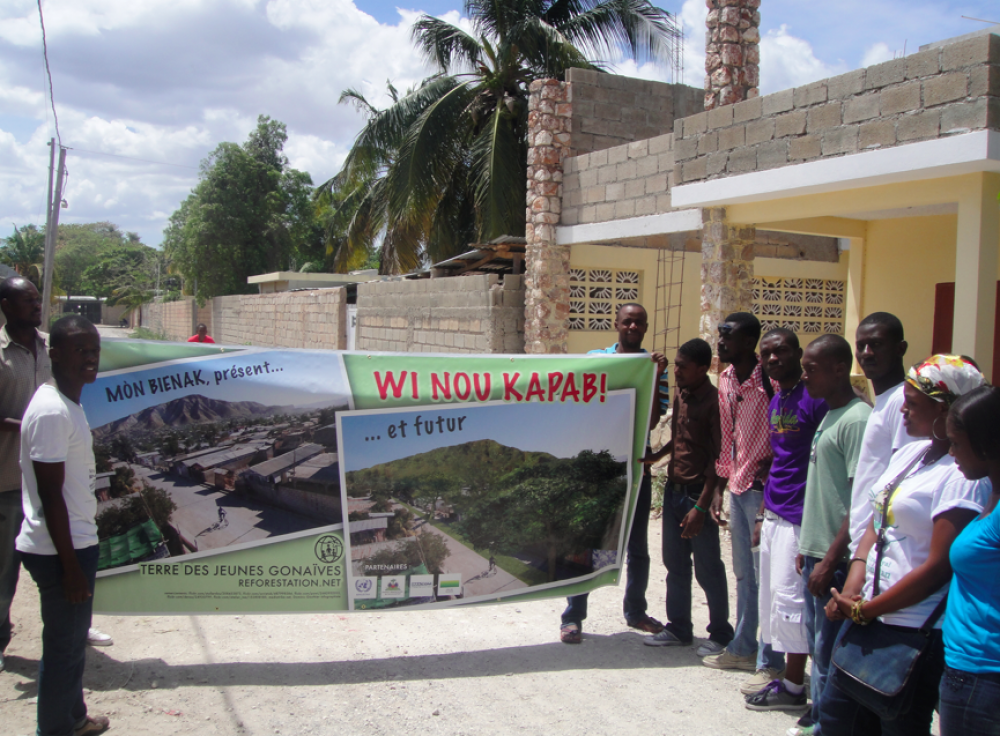 MÒN BIENAK, présent...
WI NOU KAPAB!
... et futur
TERRE DES JEUNES GONAÏVES
REFORESTATION.NET
PARTENAIRES